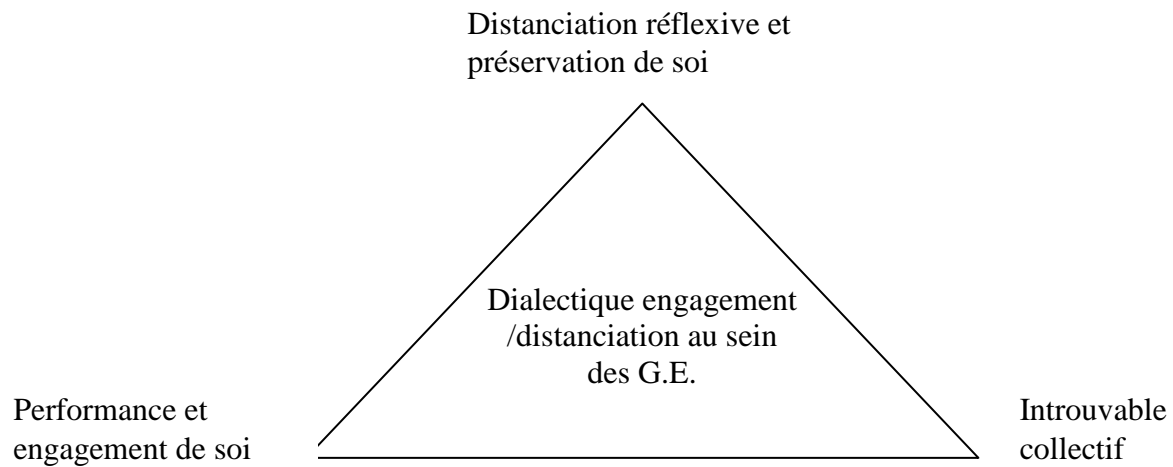 Distanciation réflexive et
préservation de soi
Dialectique engagement
/distanciation au sein
des G.E.
Performance et
engagement de soi
Introuvable
collectif